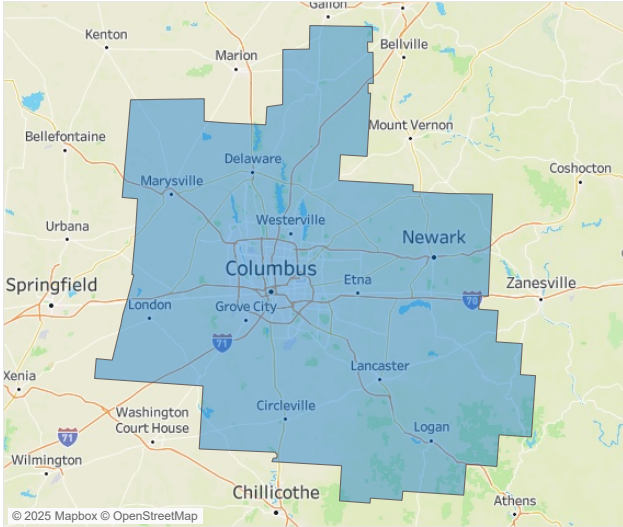 Galion
Kenton
Bellville
Marion
Mount Vernon
Bellefontaine
Delaware
Coshocton
Marysville
Westerville
Urbana
Newark
Columbus
Springfield
Etna
Zanesville
70
London
Grove City
71
Lancaster
Xenia
Circleville
Washington
Court House
Logan
71
Wilmington
Chillicothe
Athens
© 2025 Mapbox © OpenStreetMap